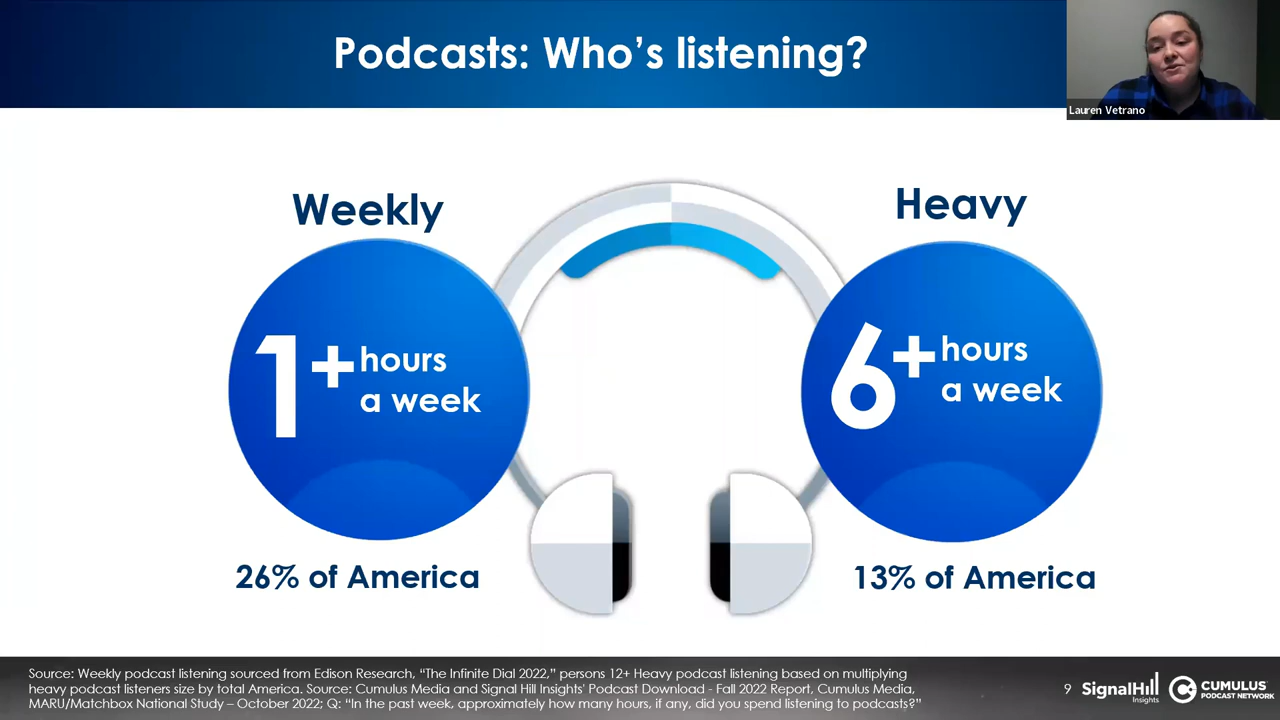 Podcasts: Who's listening?
Lauren Vetrano
Weekly
1+ hours
a week
26% of America
Heavy
6+ hours
a week
13% of America
Source: Weekly podcast listening sourced from Edison Research, “The Infinite Dial 2022,” persons 12+ Heavy podcast listening based on multiplying
heavy podcast listeners size by total America. Source: Cumulus Media and Signal Hill Insights' Podcast Download - Fall 2022 Report, Cumulus Media,
MARU/Matchbox National Study – October 2022; Q: “In the past week, approximately how many hours, if any, did you spend listening to podcasts?”
9
SignalHill
Insights
CUMULUS
PODCAST NETWORK